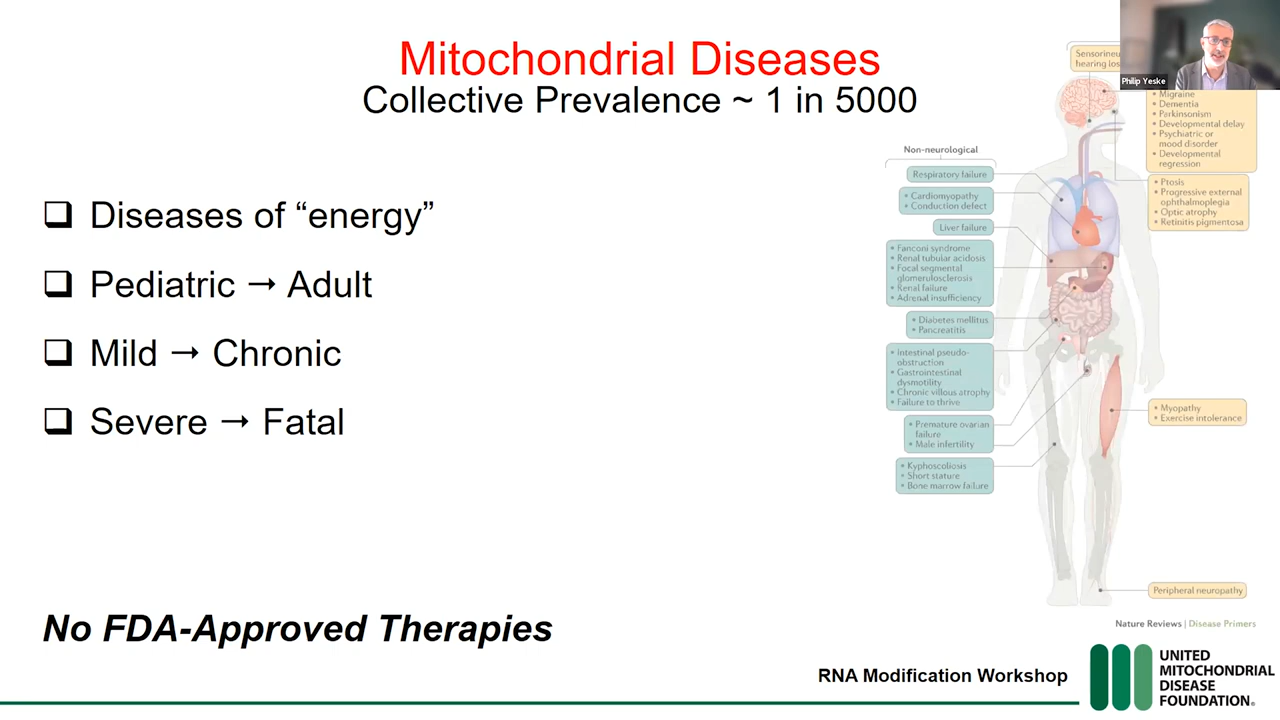 Mitochondrial Diseases
Collective Prevalence ~ 1 in 5000
❑ Diseases of “energy”
❑ Pediatric → Adult
❑ Mild → Chronic
❑ Severe → Fatal
No FDA-Approved Therapies
Non-neurological
Respiratory failure
• Cardiomyopathy
• Conduction defect
Liver failure
• Fanconi syndrome
• Renal tubular acidosis
• Focal segmental
glomerulosclerosis
• Renal failure
• Adrenal insufficiency
• Diabetes mellitus
• Pancreatitis
• Intestinal pseudo-
obstruction
• Gastrointestinal
dysmotility
• Chronic villous atrophy
• Failure to thrive
• Premature ovarian
failure
• Male infertility
• Kyphoscoliosis
• Short stature
• Bone marrow failure
hearing
Philip Yeske
• Migraine
• Dementia
• Parkinsonism
• Developmental delay
• Psychiatric or
mood disorder
• Developmental
regression
• Ptosis
• Progressive external
ophthalmoplegia
• Optic atrophy
• Retinitis pigmentosa
• Myopathy
• Exercise intolerance
Peripheral neuropathy
Nature Reviews | Disease Primers
RNA Modification Workshop
UNITED
MITOCHONDRIAL
DISEASE
FOUNDATION®